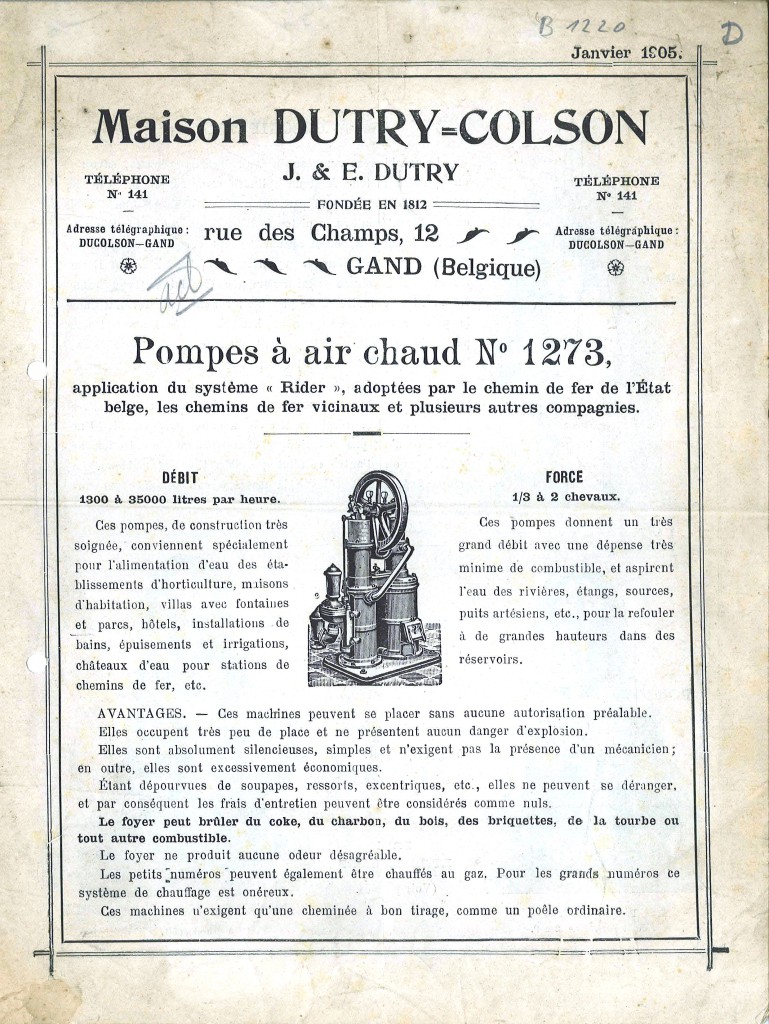 B 1220
D
Janvier 1905.
Maison DUTRY=COLSON
J. & E. DUTRY
TÉLÉPHONE
N° 141
TÉLÉPHONE
N° 141
FONDÉE EN 1812
Adresse télégraphique :
DUCOLSON—GAND
rue des Champs, 12
Adresse télégraphique :
DUCOLSON—GAND
GAND (Belgique)
Pompes à air chaud N° 1273,
application du système « Rider », adoptées par le chemin de fer de l'État
belge, les chemins de fer vicinaux et plusieurs autres compagnies.
DÉBIT
1300 à 35000 litres par heure.
Ces pompes, de construction très
soignée, conviennent spécialement
pour l'alimentation d'eau des éta-
blissements d'horticulture, maisons
d'habitation, villas avec fontaines
et parcs, hôtels, installations de
bains, épuisements et irrigations,
châteaux d'eau pour stations de
chemins de fer, etc.
FORCE
1/3 à 2 chevaux.
Ces pompes donnent un très
grand débit avec une dépense très
minime de combustible, et aspirent
l'eau des rivières, étangs, sources,
puits artésiens, etc., pour la refouler
à de grandes hauteurs dans des
réservoirs.
AVANTAGES. — Ces machines peuvent se placer sans aucune autorisation préalable.
Elles occupent très peu de place et ne présentent aucun danger d'explosion.
Elles sont absolument silencieuses, simples et n'exigent pas la présence d'un mécanicien;
en outre, elles sont excessivement économiques.
Étant dépourvues de soupapes, ressorts, excentriques, etc., elles ne peuvent se déranger,
et par conséquent les frais d'entretien peuvent être considérés comme nuls.
Le foyer peut brûler du coke, du charbon, du bois, des briquettes, de la tourbe ou
tout autre combustible.
Le foyer ne produit aucune odeur désagréable.
Les petits numéros peuvent également être chauffés au gaz. Pour les grands numéros ce
système de chauffage est onéreux.
Ces machines n'exigent qu'une cheminée à bon tirage, comme un poêle ordinaire.